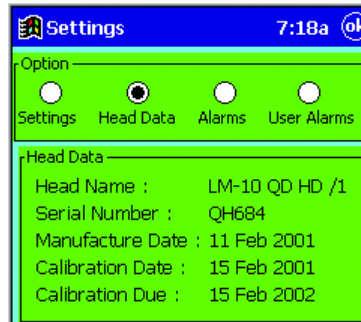 Settings 7:18a ok
Option
Settings Head Data Alarms User Alarms
Head Data
Head Name : LM-10 QD HD /1
Serial Number : QH684
Manufacture Date : 11 Feb 2001
Calibration Date : 15 Feb 2001
Calibration Due : 15 Feb 2002